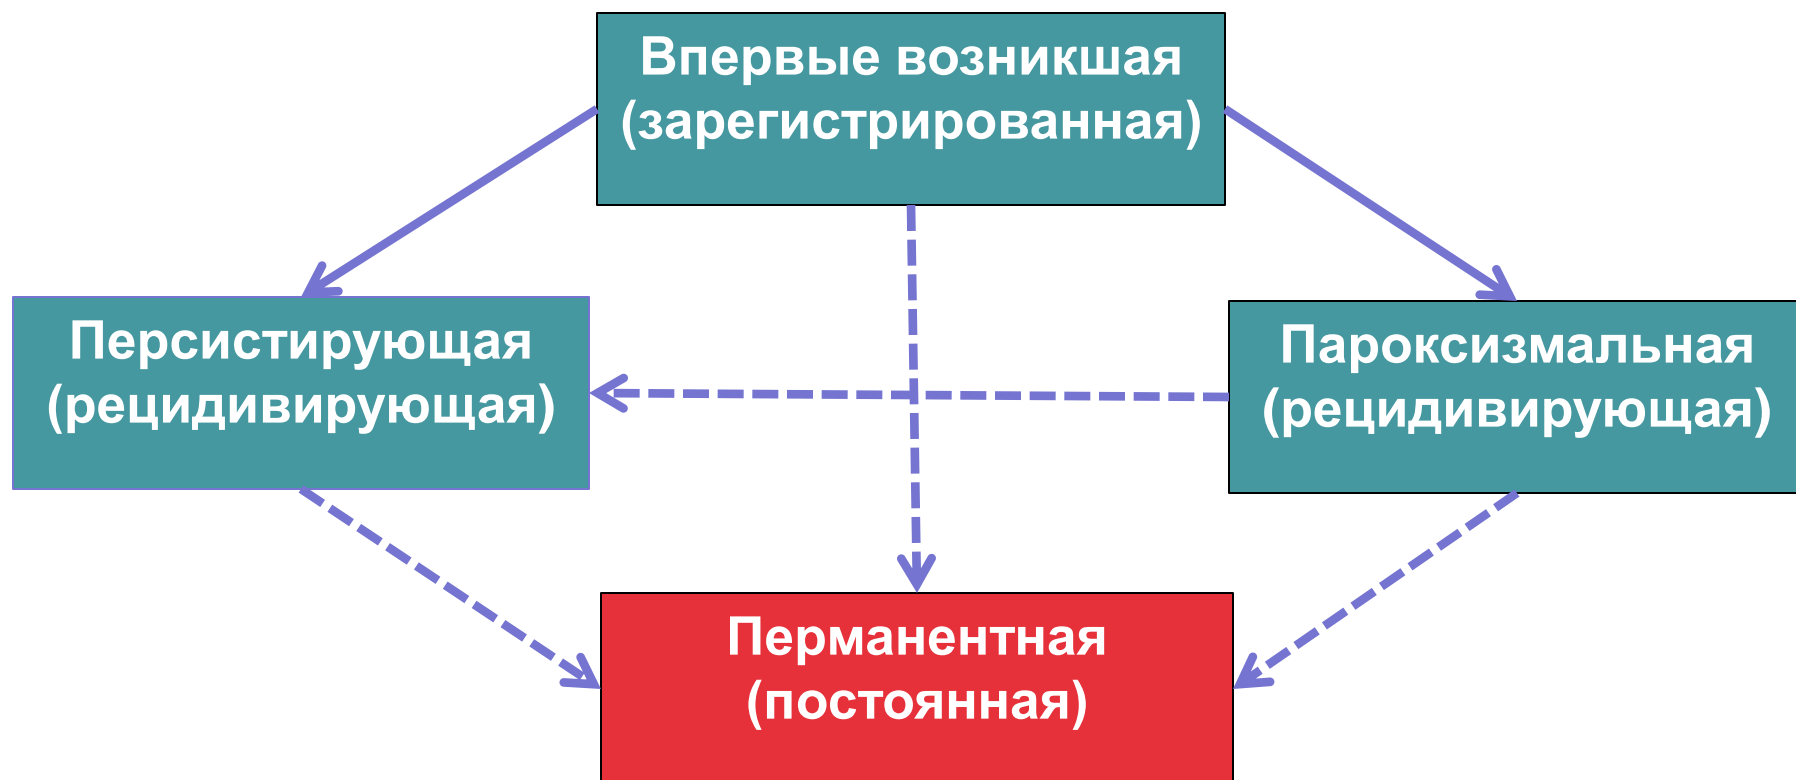 Впервые возникшая
(зарегистрированная)
Персистирующая
(рецидивирующая)
Пароксизмальная
(рецидивирующая)
Перманентная
(постоянная)